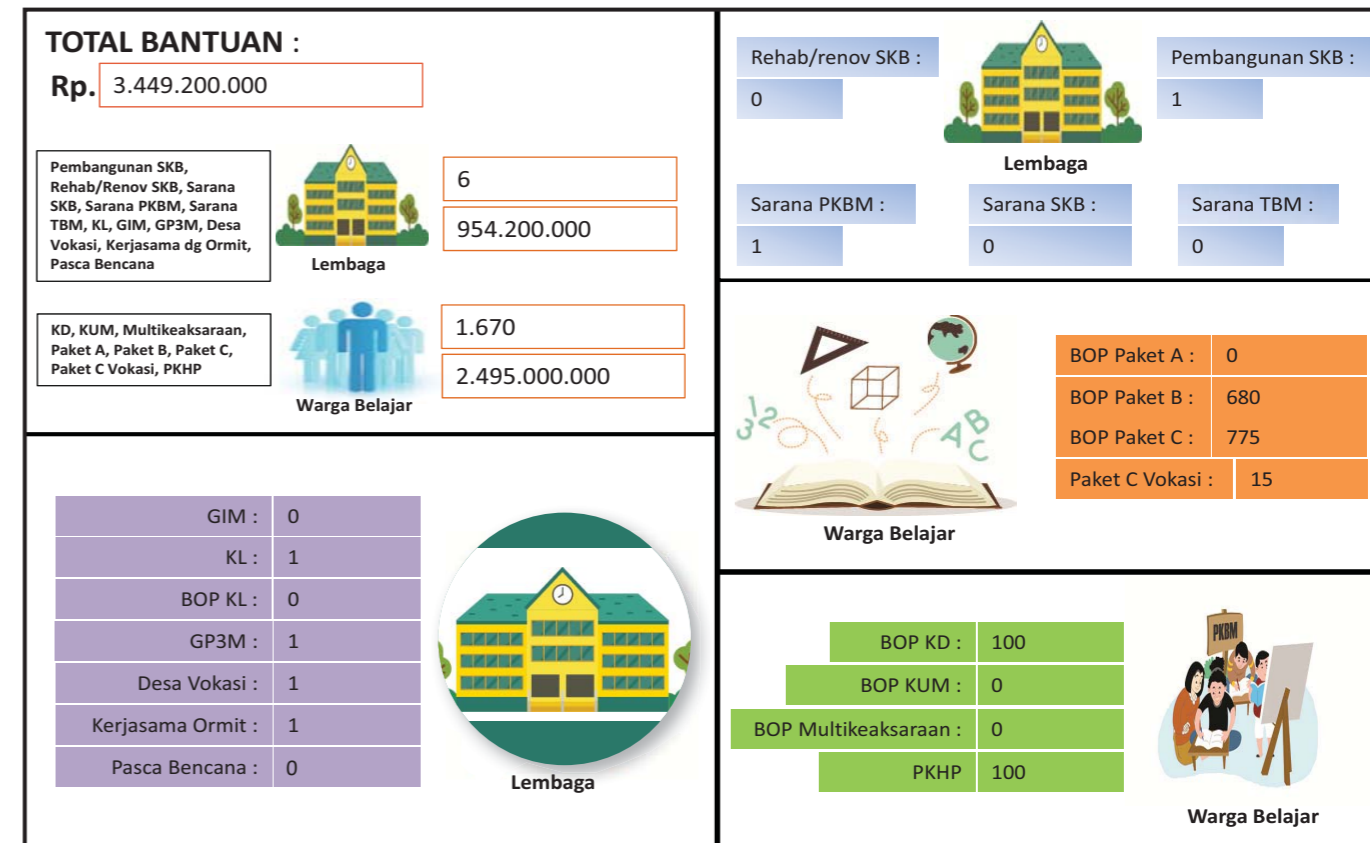 TOTAL BANTUAN :
Rp. 3.449.200.000
Pembangunan SKB,
Rehab/Renov SKB, Sarana
SKB, Sarana PKBM, Sarana
TBM, KL, GIM, GP3M, Desa
Vokasi, Kerjasama dg Ormit,
Pasca Bencana
Lembaga
6
954.200.000
KD, KUM, Multikeaksaraan,
Paket A, Paket B, Paket C,
Paket C Vokasi, PKHP
Warga Belajar
1.670
2.495.000.000
Rehab/renov SKB :
0
Pembangunan SKB :
1
Lembaga
Sarana PKBM :
1
Sarana SKB :
0
Sarana TBM :
0
1 2 3
A B C
Warga Belajar
BOP Paket A : 0
BOP Paket B : 680
BOP Paket C : 775
Paket C Vokasi : 15
GIM : 0
KL : 1
BOP KL : 0
GP3M : 1
Desa Vokasi : 1
Kerjasama Ormit : 1
Pasca Bencana : 0
Lembaga
BOP KD : 100
BOP KUM : 0
BOP Multikeaksaraan : 0
PKHP 100
PKBM
Warga Belajar